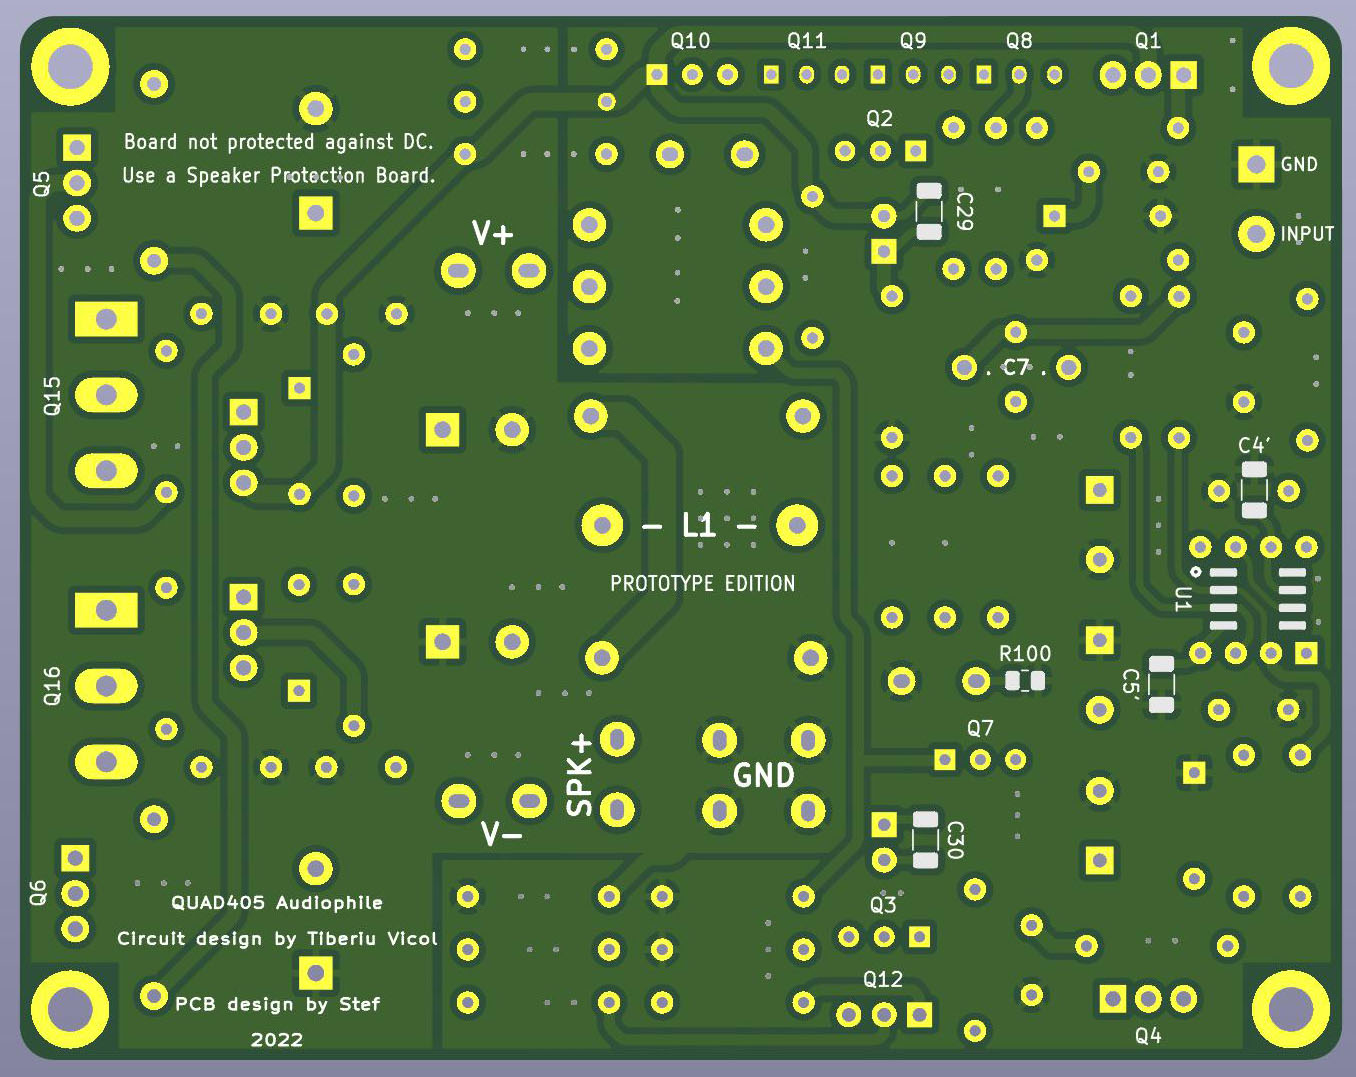 Q10 Q11 Q9 Q8 Q1
Q2
Board not protected against DC.
Use a Speaker Protection Board.
GND
Q5
C29
V+
INPUT
. C7 .
Q15
C4'
- L1 -
PROTOTYPE EDITION
U1
R100
Q16
C5'
Q7
SPK+
GND
V-
C30
Q6
QUAD405 Audiophile
Q3
Circuit design by Tiberiu Vicol
Q12
PCB design by Stef
2022
Q4